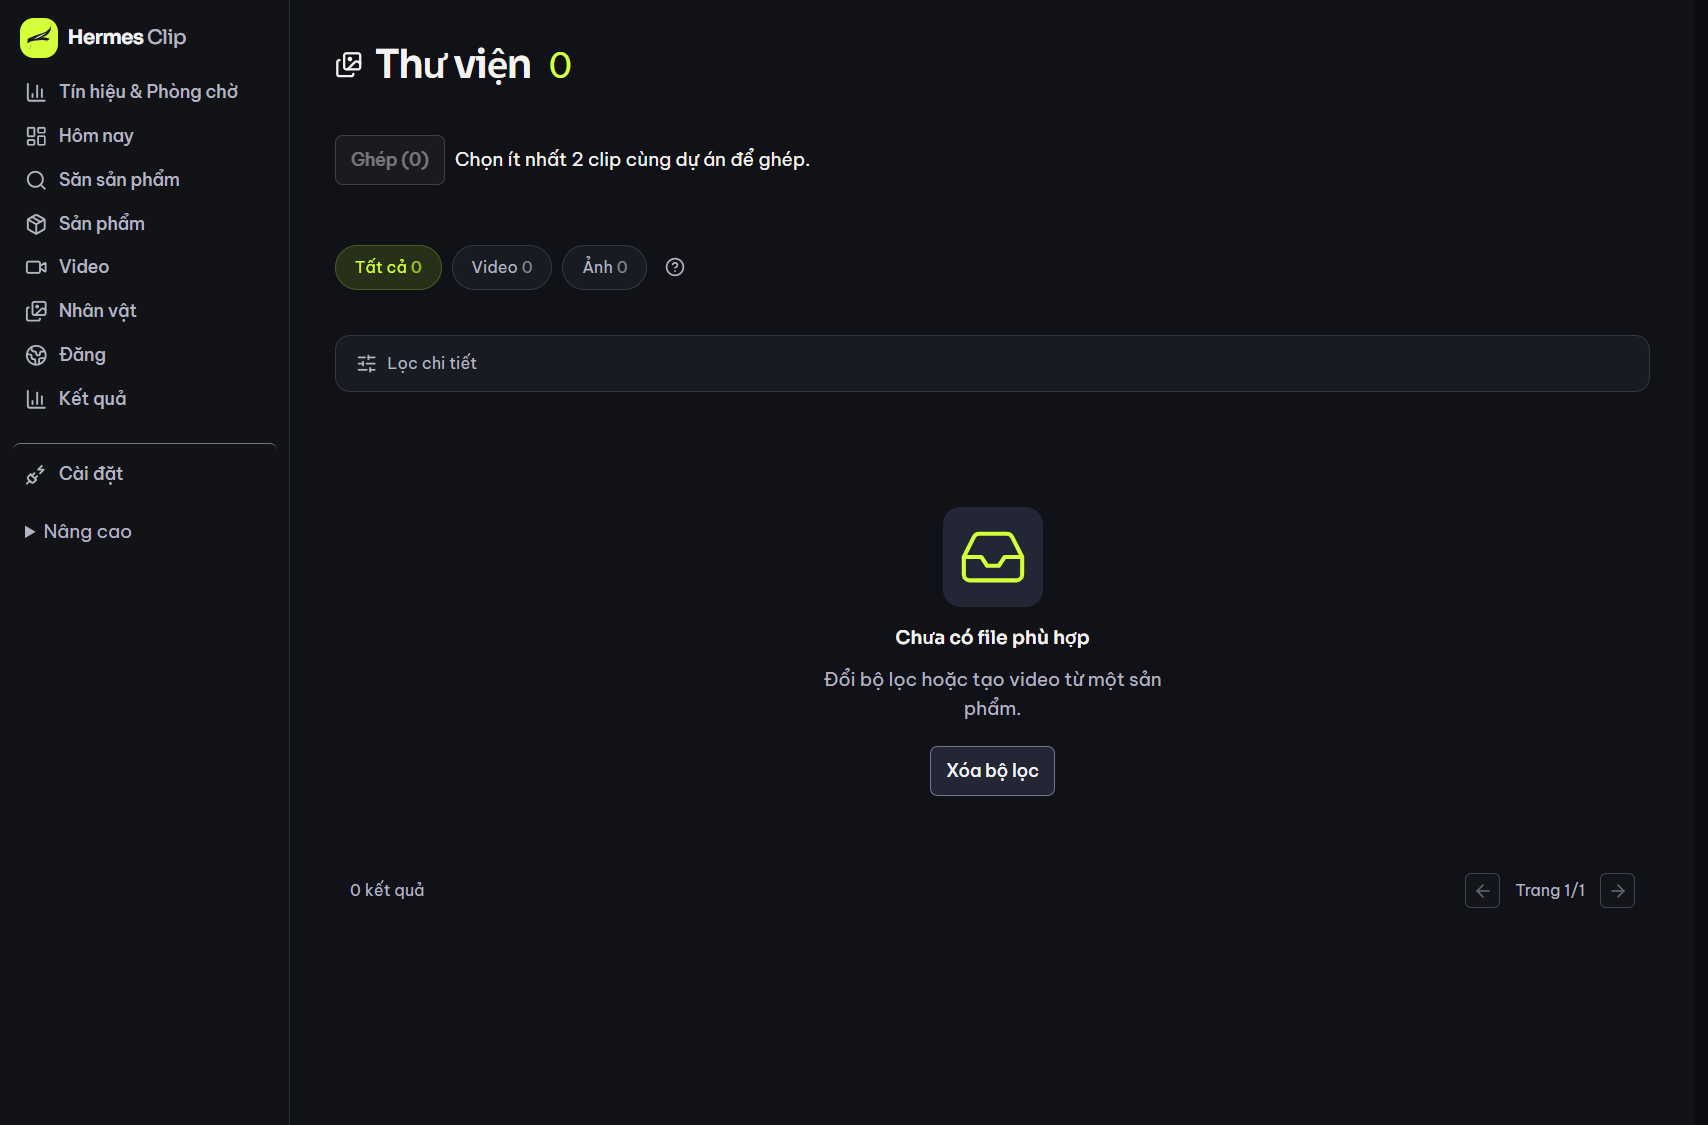 Hermes Clip
Tín hiệu & Phòng chờ
Hôm nay
Săn sản phẩm
Sản phẩm
Video
Nhân vật
Đăng
Kết quả
Cài đặt
Nâng cao
Thư viện 0
Ghép (0) Chọn ít nhất 2 clip cùng dự án để ghép.
Tất cả 0 Video 0 Ảnh 0
Lọc chi tiết
Chưa có file phù hợp
Đổi bộ lọc hoặc tạo video từ một sản
phẩm.
Xóa bộ lọc
0 kết quả Trang 1/1